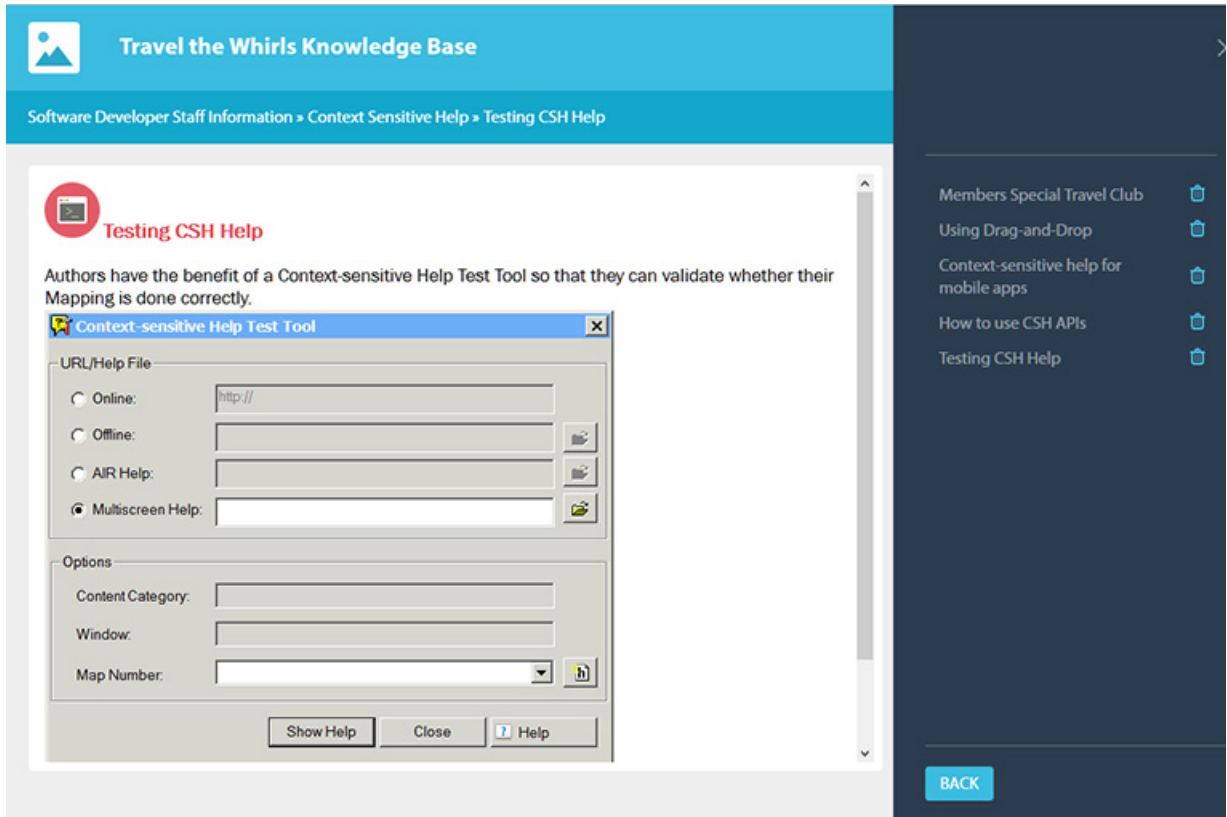 Travel the Whirls Knowledge Base
Software Developer Staff Information » Context Sensitive Help » Testing CSH Help
Testing CSH Help
Authors have the benefit of a Context-sensitive Help Test Tool so that they can validate whether their
Mapping is done correctly.
Context-sensitive Help Test Tool
URL/Help File
Online: http://
Offline:
AIR Help:
Multiscreen Help:
Options
Content Category:
Window:
Map Number:
Show Help Close Help
Members Special Travel Club
Using Drag-and-Drop
Context-sensitive help for
mobile apps
How to use CSH APIs
Testing CSH Help
BACK